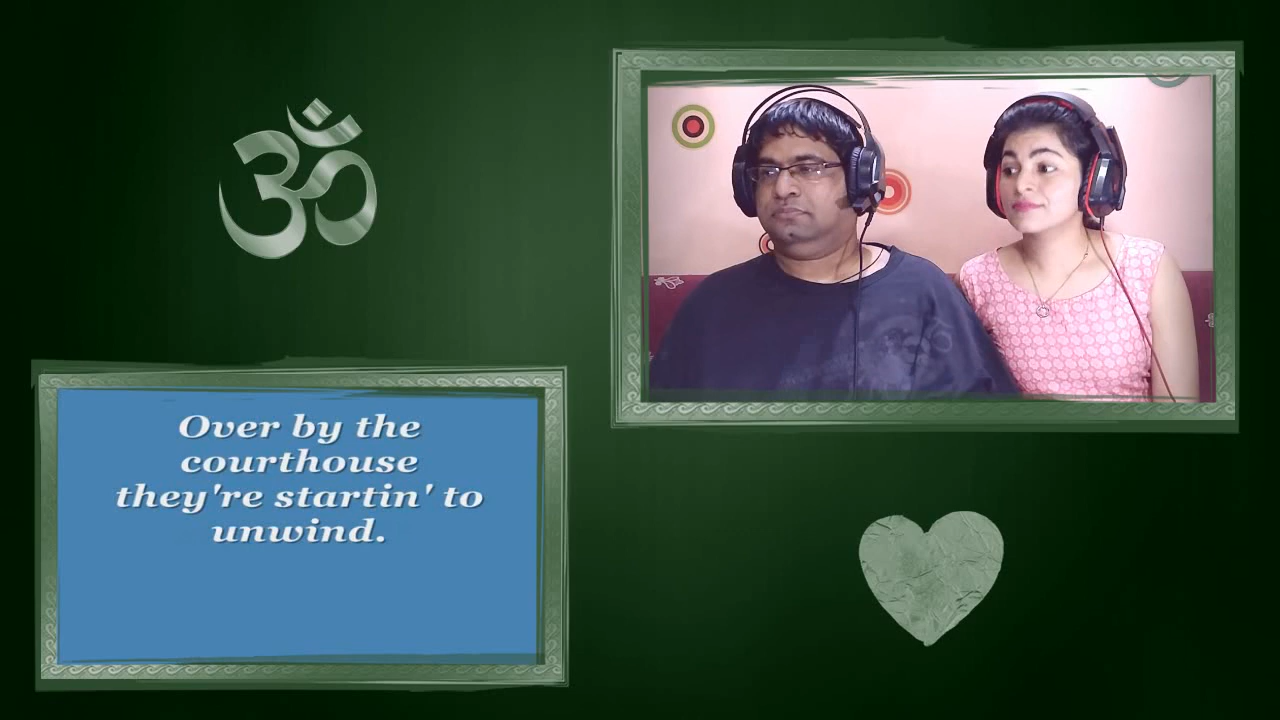 ॐ
Over by the
courthouse
they're startin' to
unwind.